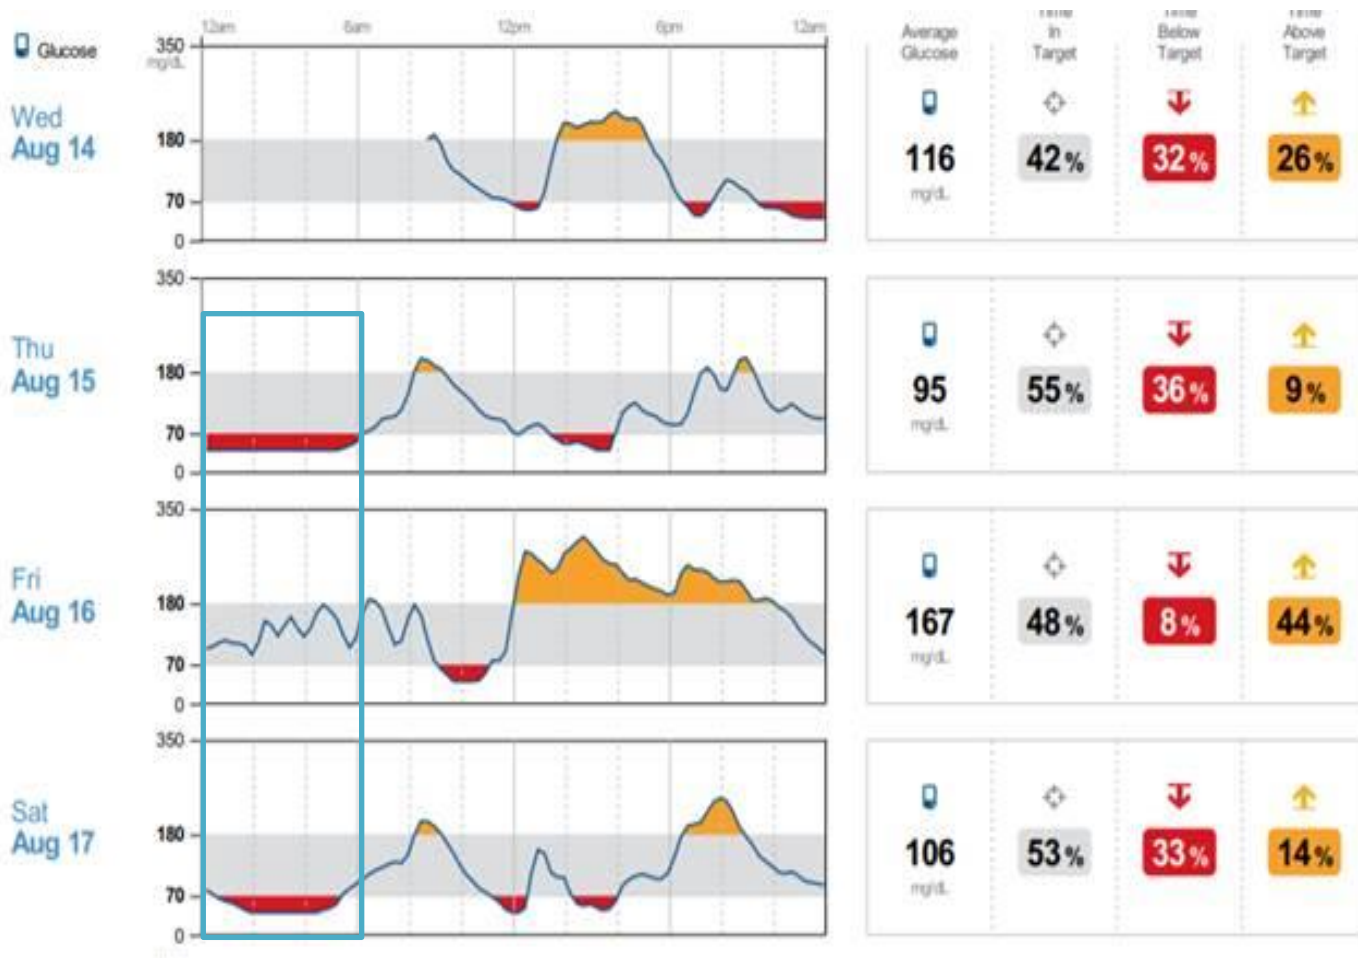 12am 6am 12pm 6pm 12am
Glucose
350
mg/dL
Average
Glucose
Time
In
Target
Time
Below
Target
Time
Above
Target
Wed
Aug 14
180
70
0
116
mg/dL
42%
32%
26%
350
Thu
Aug 15
180
70
0
95
mg/dL
55%
36%
9%
350
Fri
Aug 16
180
70
0
167
mg/dL
48%
8%
44%
350
Sat
Aug 17
180
70
0
106
mg/dL
53%
33%
14%